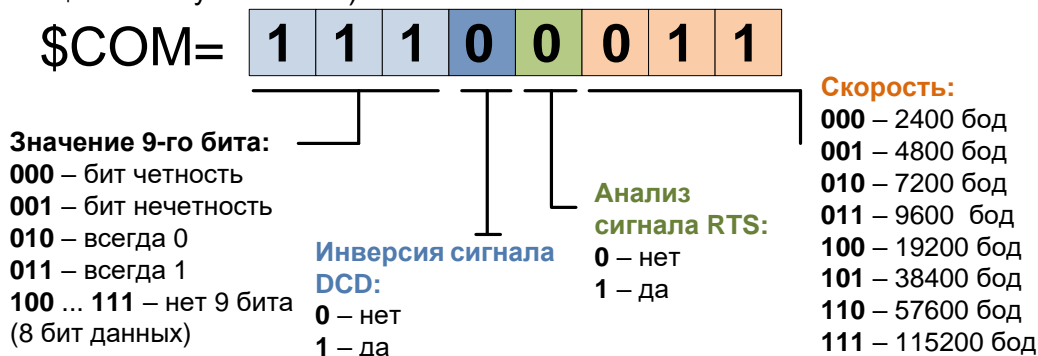 $COM= 1 1 1 0 0 0 1 1
Значение 9-го бита:
000 – бит четность
001 – бит нечетность
010 – всегда 0
011 – всегда 1
100 ... 111 – нет 9 бита
(8 бит данных)
Инверсия сигнала
DCD:
0 – нет
1 – да
Анализ
сигнала RTS:
0 – нет
1 – да
Скорость:
000 – 2400 бод
001 – 4800 бод
010 – 7200 бод
011 – 9600 бод
100 – 19200 бод
101 – 38400 бод
110 – 57600 бод
111 – 115200 бод